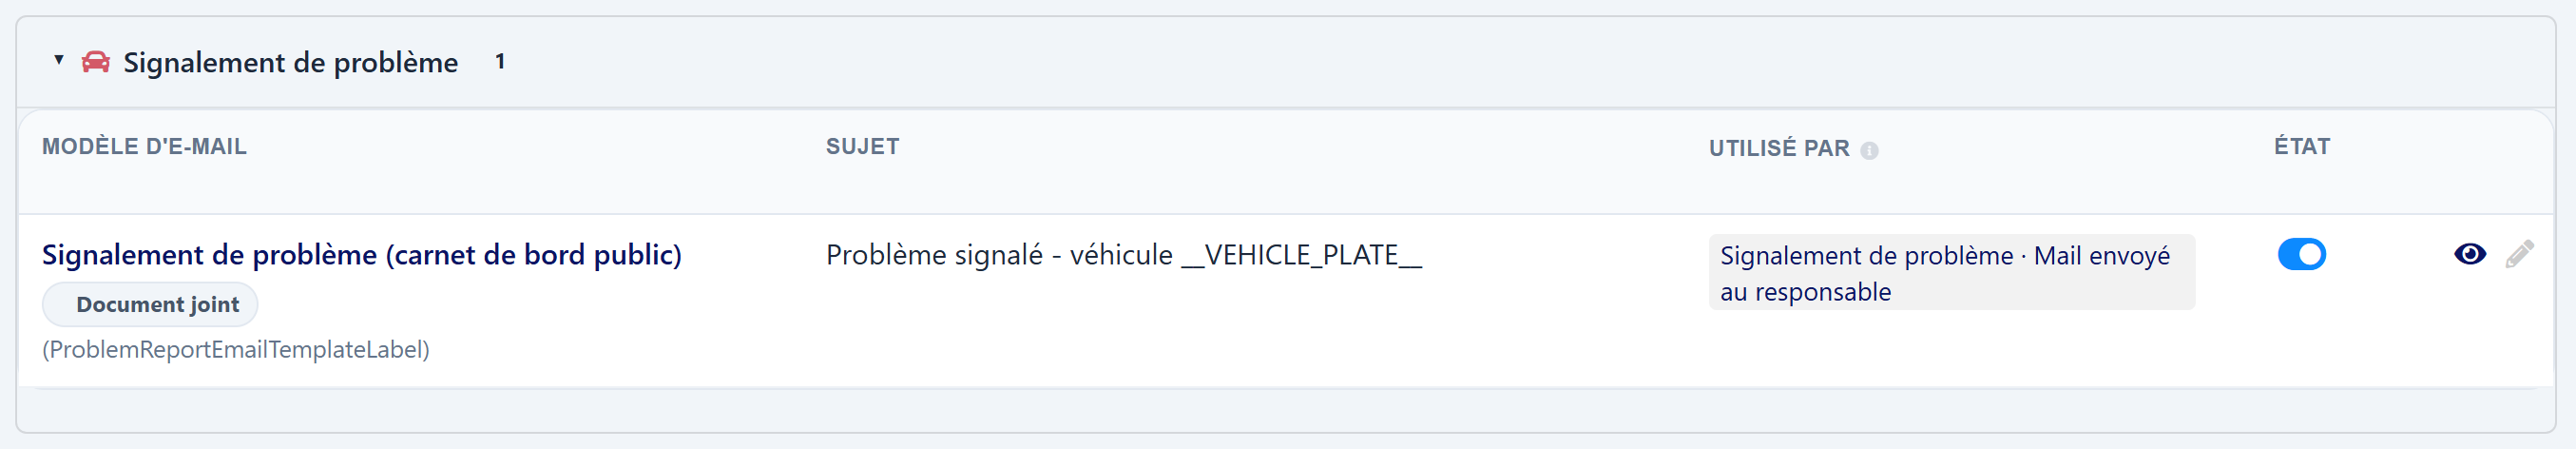 Signalement de problème 1
MODÈLE D'E-MAIL SUJET UTILISÉ PAR ÉTAT
Signalement de problème (carnet de bord public) Problème signalé - véhicule __VEHICLE_PLATE__ Signalement de problème · Mail envoyé
au responsable
Document joint
(ProblemReportEmailTemplateLabel)